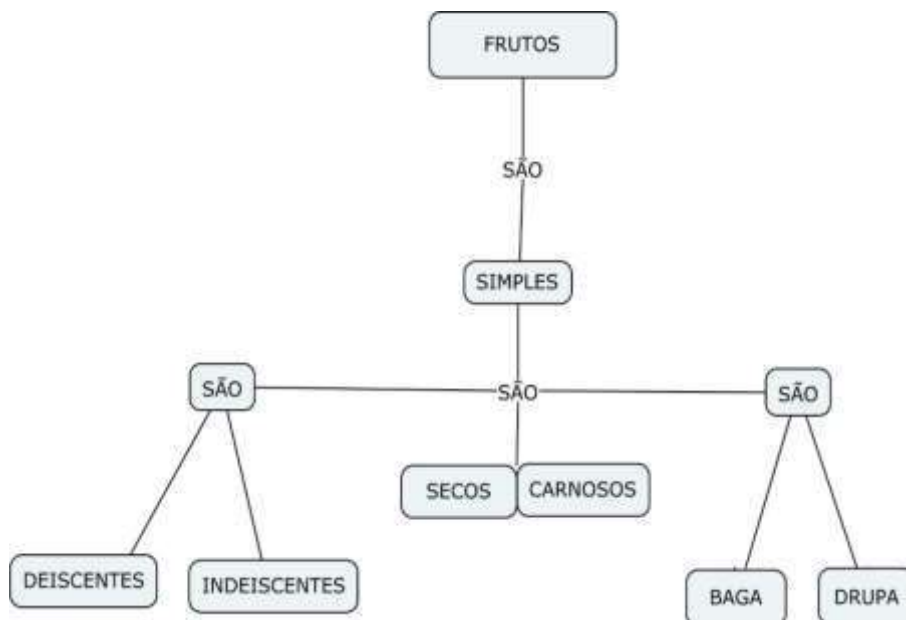 FRUTOS
SÃO
SIMPLES
SÃO
SÃO
SÃO
SECOS
CARNOSOS
DEISCENTES
INDEISCENTES
BAGA
DRUPA